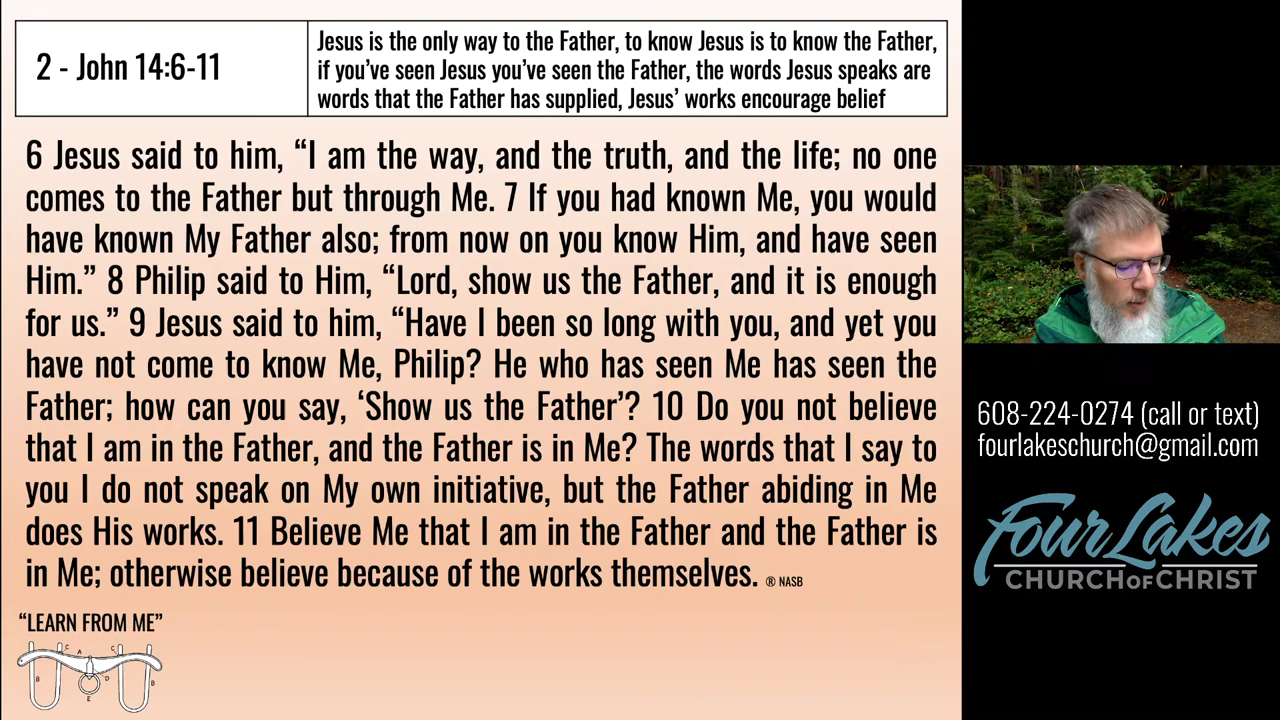 2 - John 14:6-11
Jesus is the only way to the Father, to know Jesus is to know the Father,
if you’ve seen Jesus you’ve seen the Father, the words Jesus speaks are
words that the Father has supplied, Jesus’ works encourage belief
6 Jesus said to him, “I am the way, and the truth, and the life; no one
comes to the Father but through Me. 7 If you had known Me, you would
have known My Father also; from now on you know Him, and have seen
Him.” 8 Philip said to Him, “Lord, show us the Father, and it is enough
for us.” 9 Jesus said to him, “Have I been so long with you, and yet you
have not come to know Me, Philip? He who has seen Me has seen the
Father; how can you say, ‘Show us the Father’? 10 Do you not believe
that I am in the Father, and the Father is in Me? The words that I say to
you I do not speak on My own initiative, but the Father abiding in Me
does His works. 11 Believe Me that I am in the Father and the Father is
in Me; otherwise believe because of the works themselves. ® NASB
“LEARN FROM ME”
C A C
B D B
E
608-224-0274 (call or text)
fourlakeschurch@gmail.com
Four Lakes
CHURCH OF CHRIST